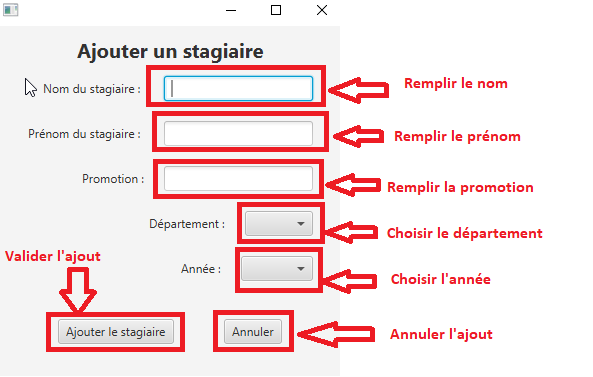 Ajouter un stagiaire
Nom du stagiaire :
Remplir le nom
Prénom du stagiaire :
Remplir le prénom
Promotion :
Remplir la promotion
Département :
Choisir le département
Valider l'ajout
Année :
Choisir l'année
Ajouter le stagiaire
Annuler
Annuler l'ajout